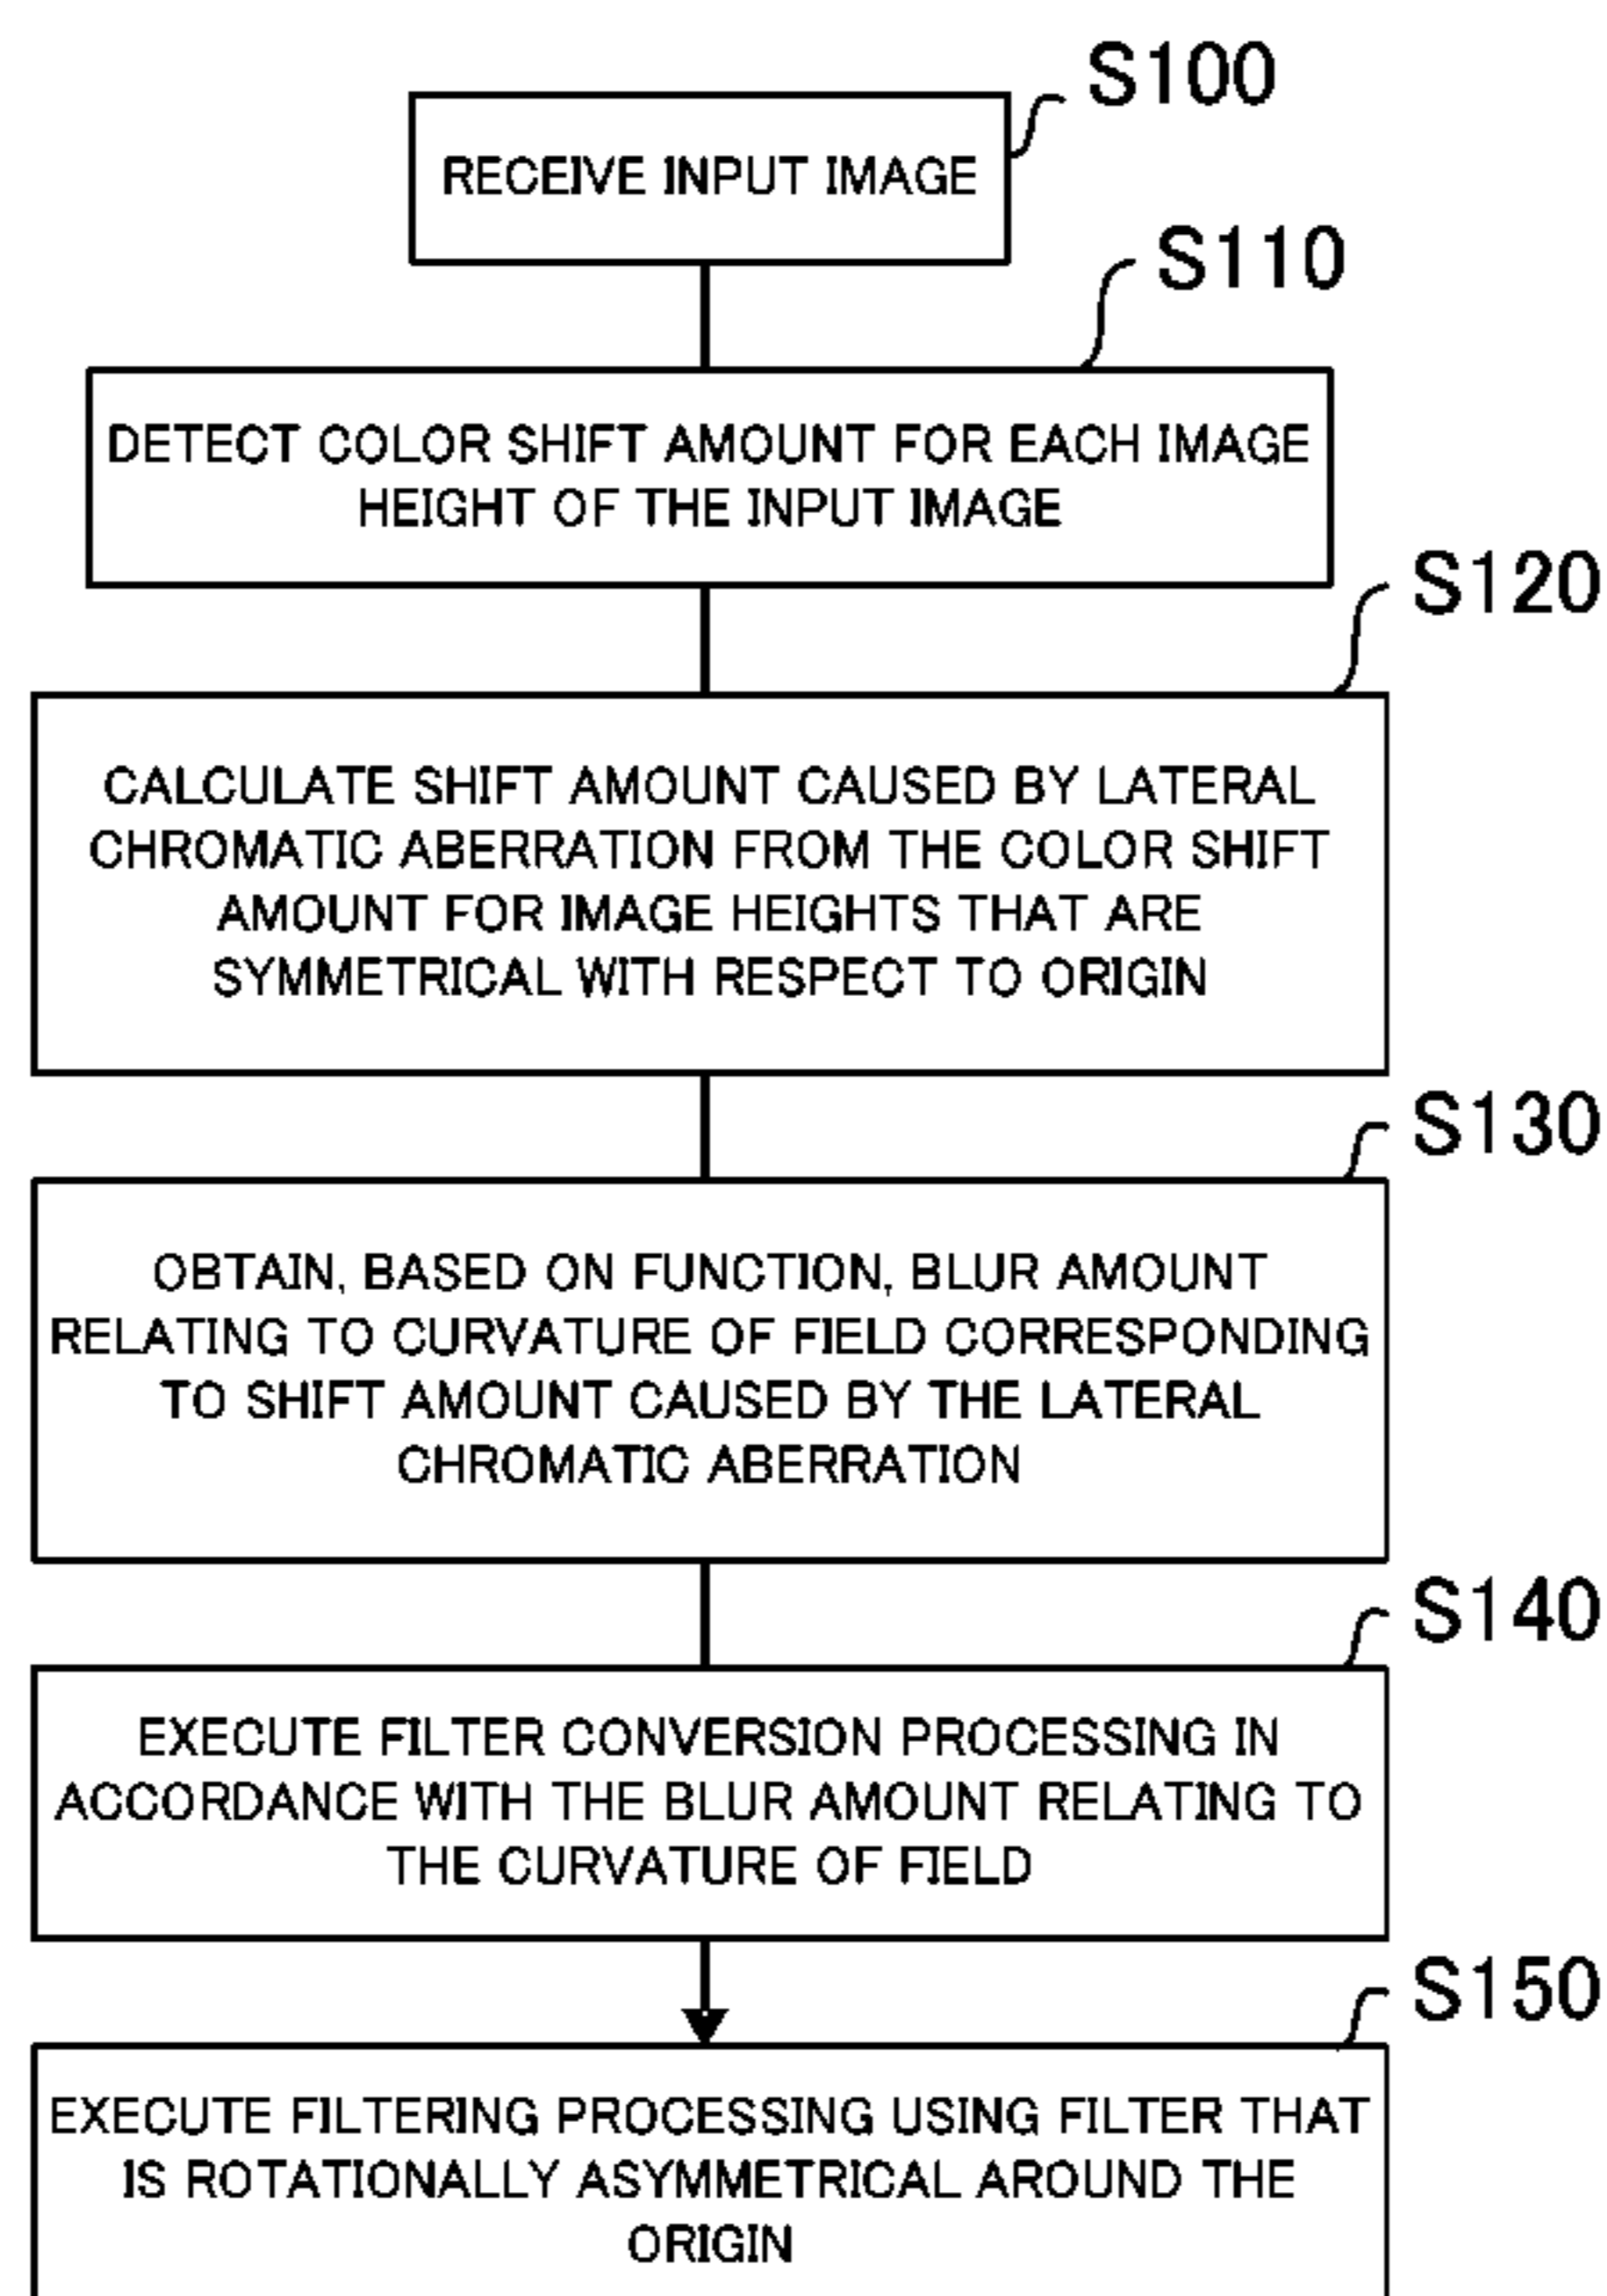 S100
RECEIVE INPUT IMAGE
S110
DETECT COLOR SHIFT AMOUNT FOR EACH IMAGE
HEIGHT OF THE INPUT IMAGE
S120
CALCULATE SHIFT AMOUNT CAUSED BY LATERAL
CHROMATIC ABERRATION FROM THE COLOR SHIFT
AMOUNT FOR IMAGE HEIGHTS THAT ARE
SYMMETRICAL WITH RESPECT TO ORIGIN
S130
OBTAIN, BASED ON FUNCTION, BLUR AMOUNT
RELATING TO CURVATURE OF FIELD CORRESPONDING
TO SHIFT AMOUNT CAUSED BY THE LATERAL
CHROMATIC ABERRATION
S140
EXECUTE FILTER CONVERSION PROCESSING IN
ACCORDANCE WITH THE BLUR AMOUNT RELATING TO
THE CURVATURE OF FIELD
S150
EXECUTE FILTERING PROCESSING USING FILTER THAT
IS ROTATIONALLY ASYMMETRICAL AROUND THE
ORIGIN